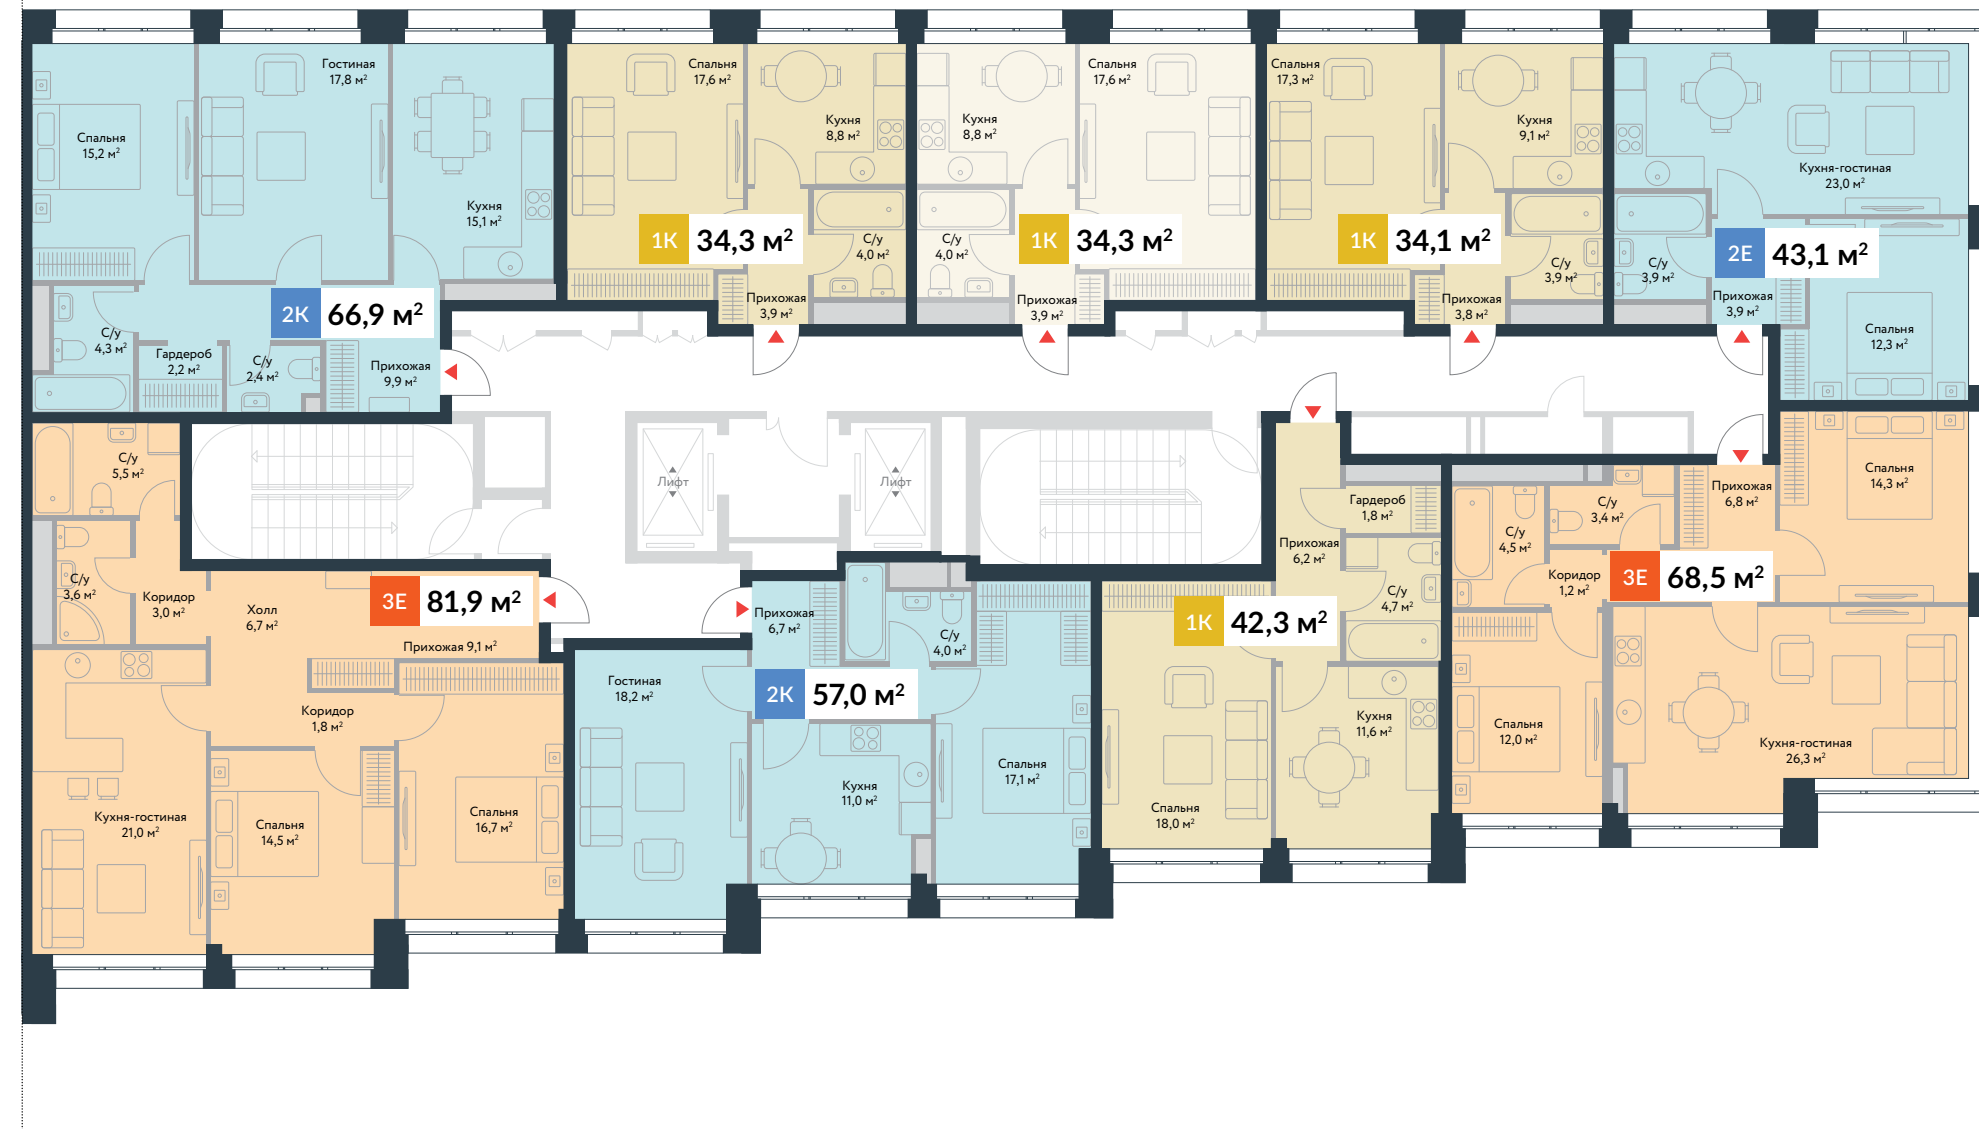 Спальня
15,2 м²
Гостиная
17,8 м²
Кухня
15,1 м²
2К 66,9 м²
С/у
4,3 м²
Гардероб
2,2 м²
С/у
2,4 м²
Прихожая
9,9 м²
Спальня
17,6 м²
Кухня
8,8 м²
1К 34,3 м²
С/у
4,0 м²
Прихожая
3,9 м²
Кухня
8,8 м²
Спальня
17,6 м²
С/у
4,0 м²
1К 34,3 м²
Прихожая
3,9 м²
Спальня
17,3 м²
Кухня
9,1 м²
1К 34,1 м²
С/у
3,9 м²
Прихожая
3,8 м²
Кухня-гостиная
23,0 м²
С/у
3,9 м²
2Е 43,1 м²
Прихожая
3,9 м²
Спальня
12,3 м²
Лифт
Лифт
С/у
5,5 м²
С/у
3,6 м²
Коридор
3,0 м²
Холл
6,7 м²
3Е 81,9 м²
Прихожая 9,1 м²
Коридор
1,8 м²
Кухня-гостиная
21,0 м²
Спальня
14,5 м²
Спальня
16,7 м²
Прихожая
6,7 м²
С/у
4,0 м²
Гостиная
18,2 м²
2К 57,0 м²
Кухня
11,0 м²
Спальня
17,1 м²
Гардероб
1,8 м²
Прихожая
6,2 м²
С/у
4,7 м²
1К 42,3 м²
Кухня
11,6 м²
Спальня
18,0 м²
Спальня
14,3 м²
Прихожая
6,8 м²
С/у
3,4 м²
С/у
4,5 м²
Коридор
1,2 м²
3Е 68,5 м²
Спальня
12,0 м²
Кухня-гостиная
26,3 м²